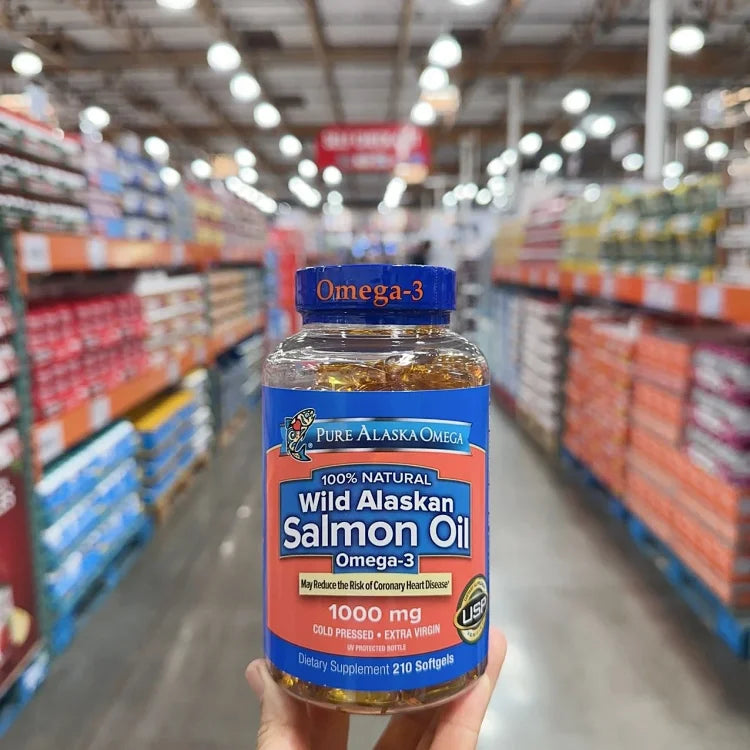 Omega-3
PURE ALASKA OMEGA®
100% NATURAL
Wild Alaskan
Salmon Oil
Omega-3
May Reduce the Risk of Coronary Heart Disease†
1000 mg
COLD PRESSED • EXTRA VIRGIN
UV PROTECTED BOTTLE
USP
Dietary Supplement 210 Softgels